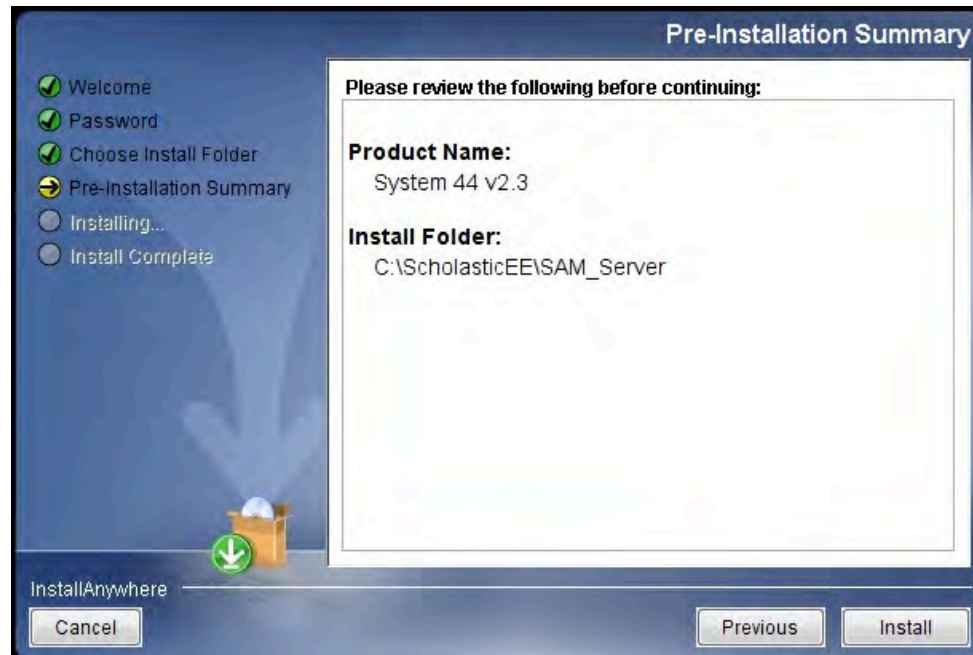 Pre-Installation Summary
Welcome
Password
Choose Install Folder
Pre-Installation Summary
Installing...
Install Complete
Please review the following before continuing:
Product Name:
System 44 v2.3
Install Folder:
C:\ScholasticEE\SAM_Server
InstallAnywhere
Cancel
Previous
Install